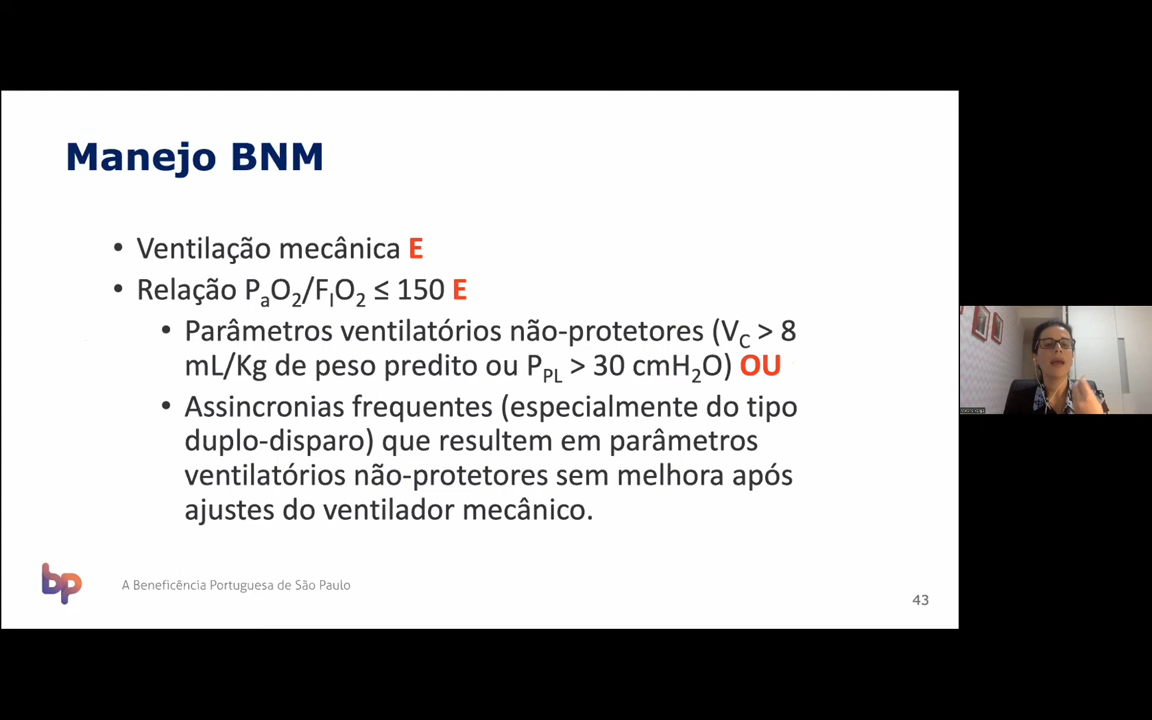 Manejo BNM
• Ventilação mecânica E
• Relação PaO2/FIO2 ≤ 150 E
• Parâmetros ventilatórios não-protetores (VC > 8
mL/Kg de peso predito ou PPL > 30 cmH2O) OU
• Assincronias frequentes (especialmente do tipo
duplo-disparo) que resultem em parâmetros
ventilatórios não-protetores sem melhora após
ajustes do ventilador mecânico.
bp
A Beneficência Portuguesa de São Paulo
43